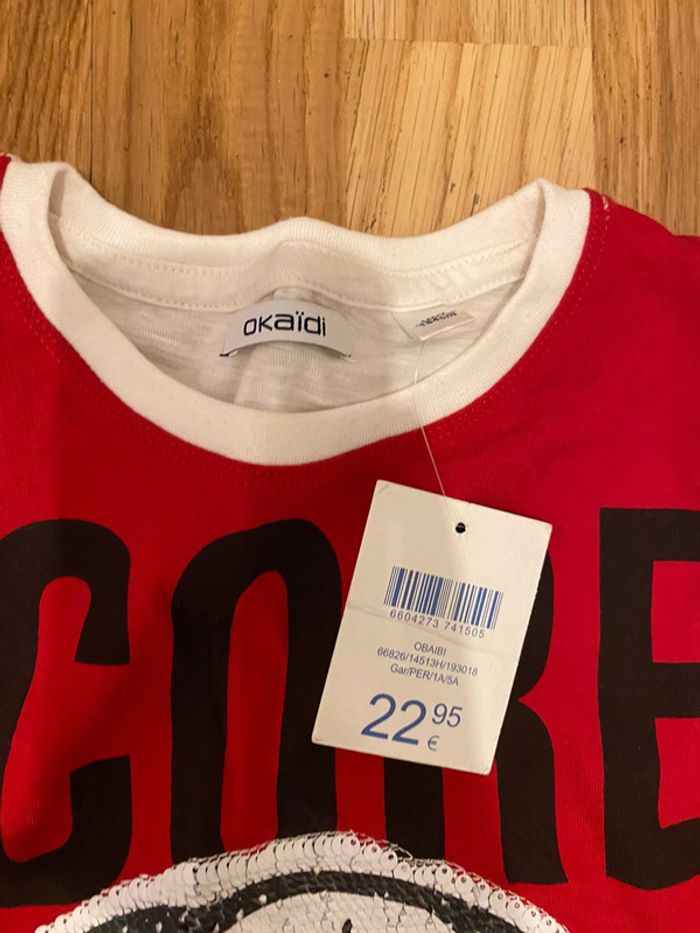 okaïdi
6604273 741505
OBAIBI
66826/14513H/193018
Gar/PER/1A/5A
22 95
€
CORE